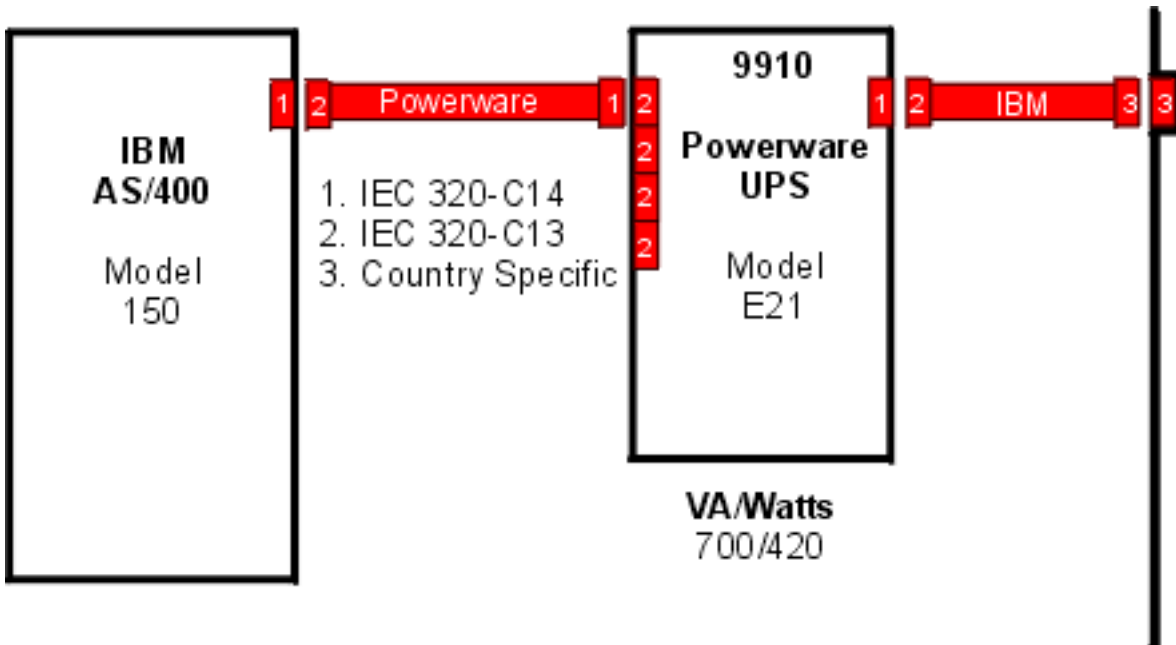 IBM
AS/400
Model
150
1
2
Powerware
1
1. IEC 320-C14
2. IEC 320-C13
3. Country Specific
2
2
2
2
9910
Powerware
UPS
Model
E21
1
VA/Watts
700/420
2
IBM
3
3